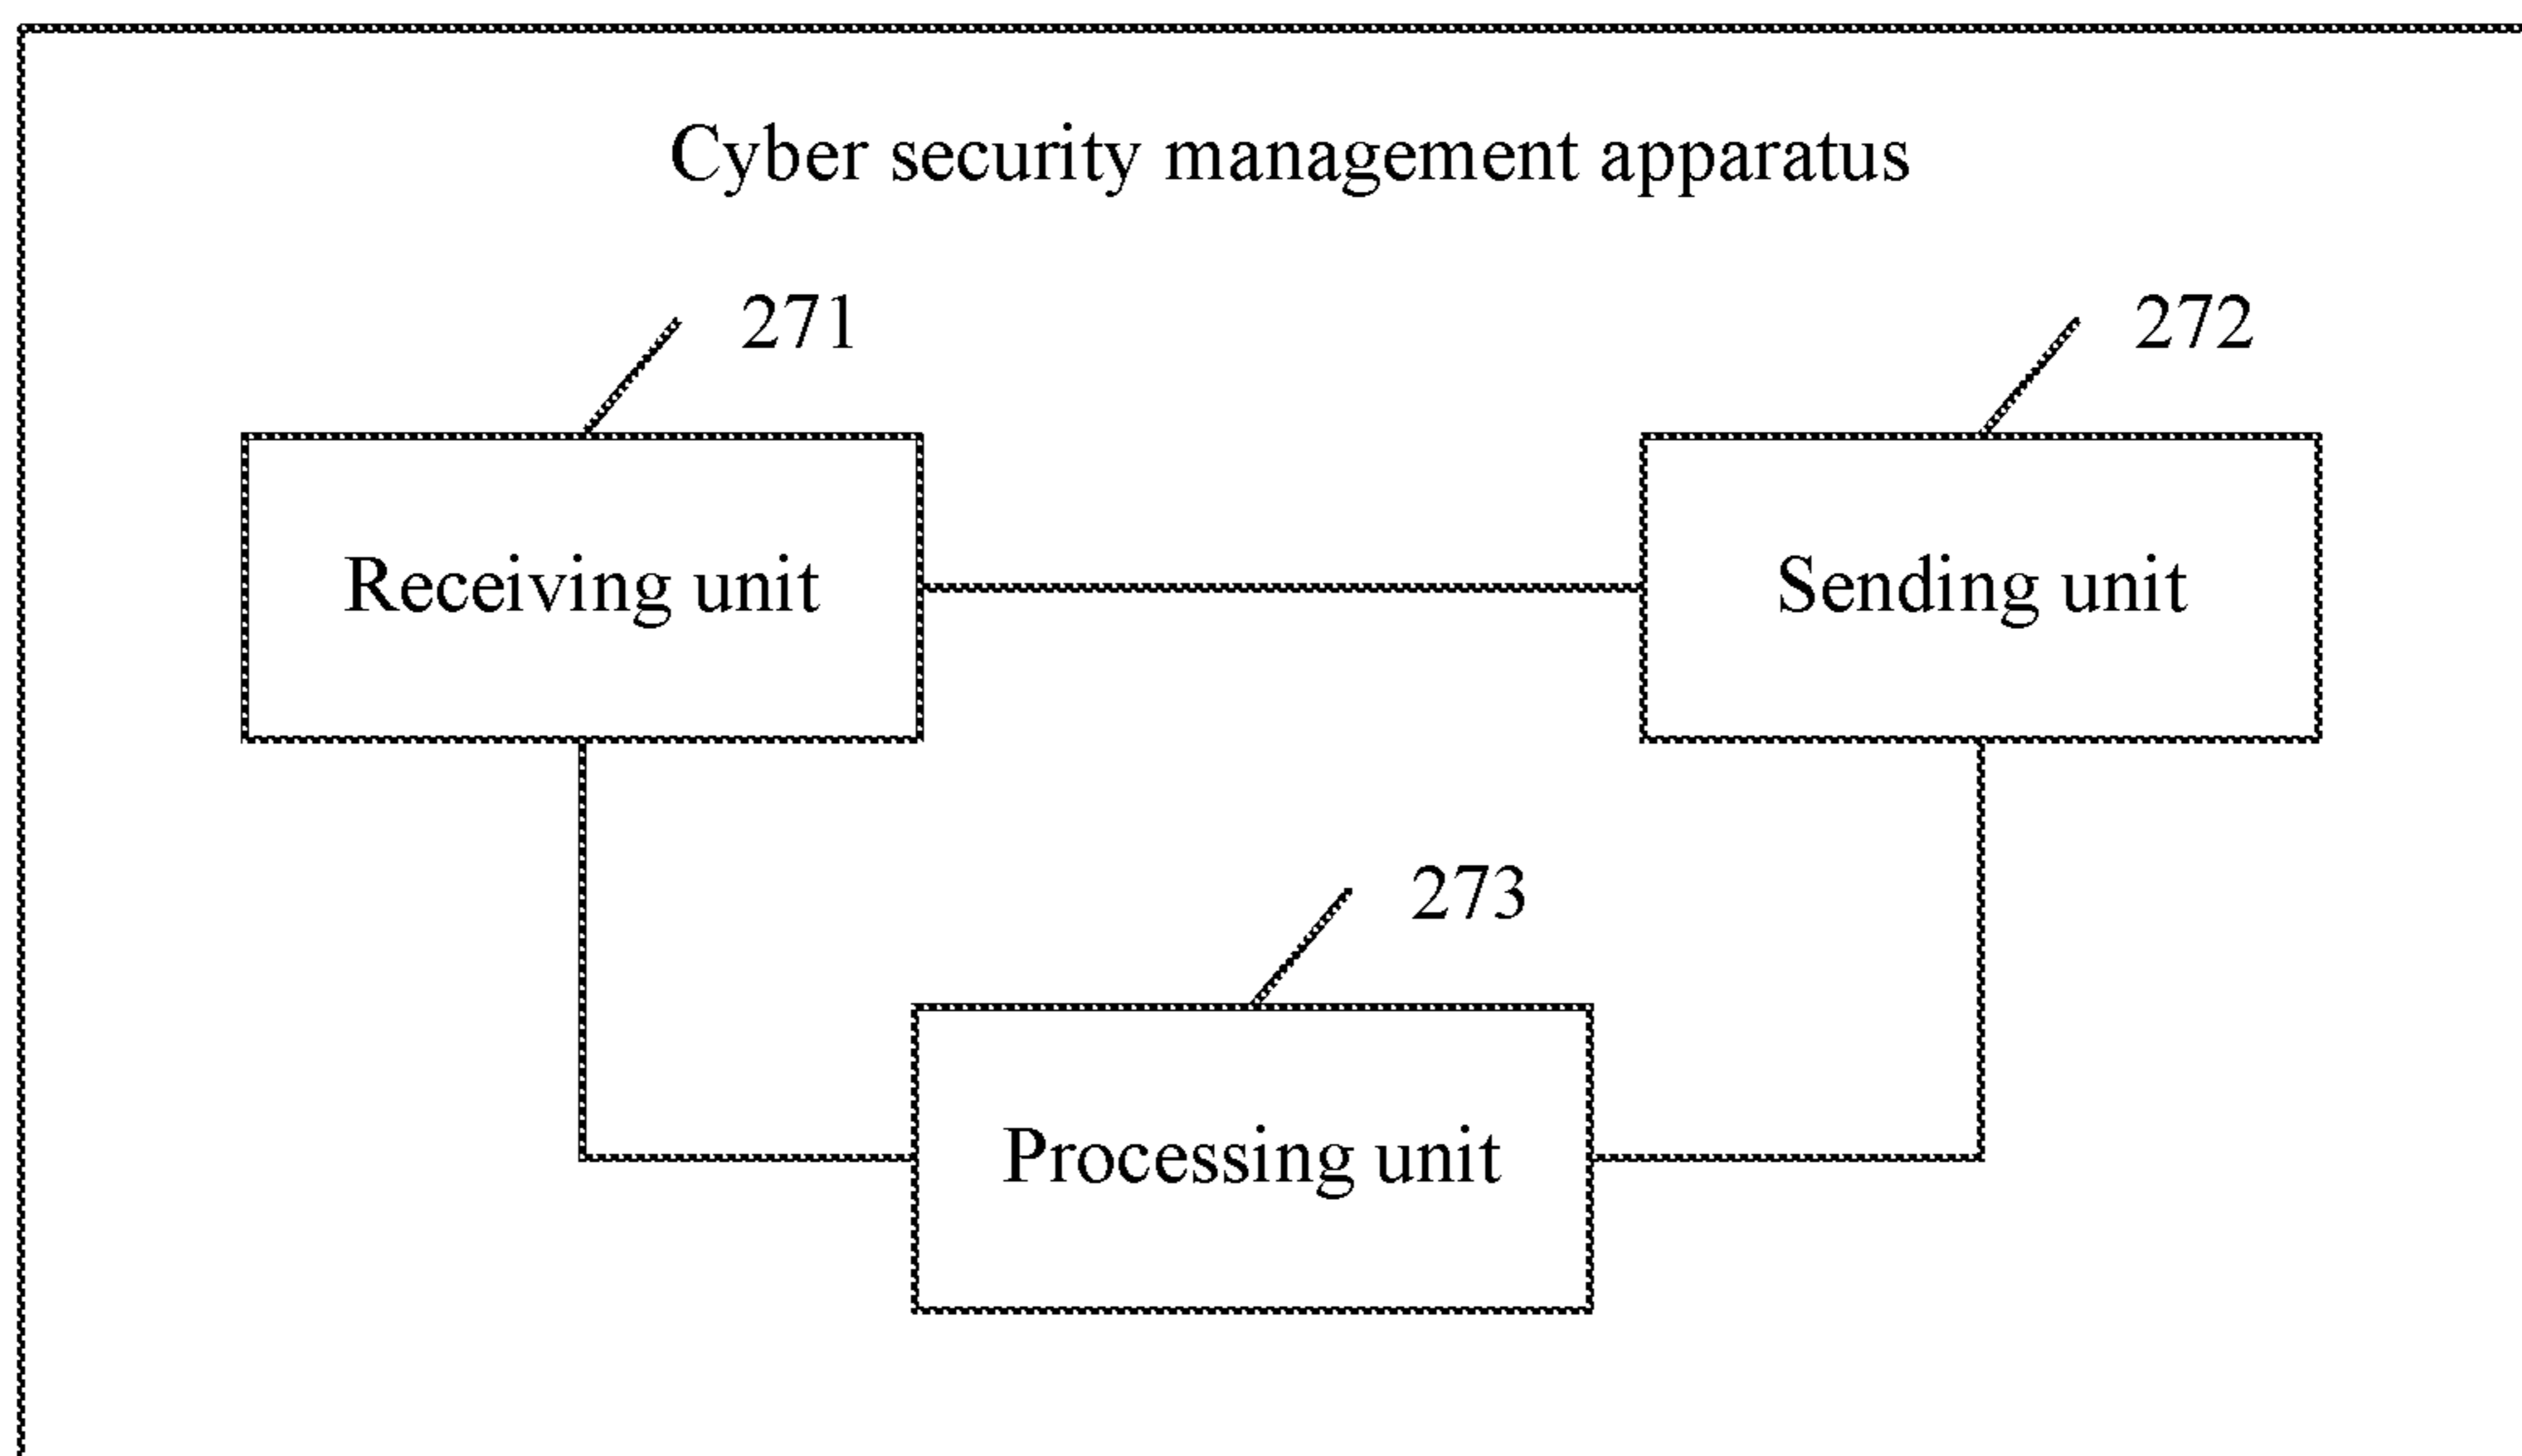 Cyber security management apparatus
271
272
Receiving unit
Sending unit
273
Processing unit